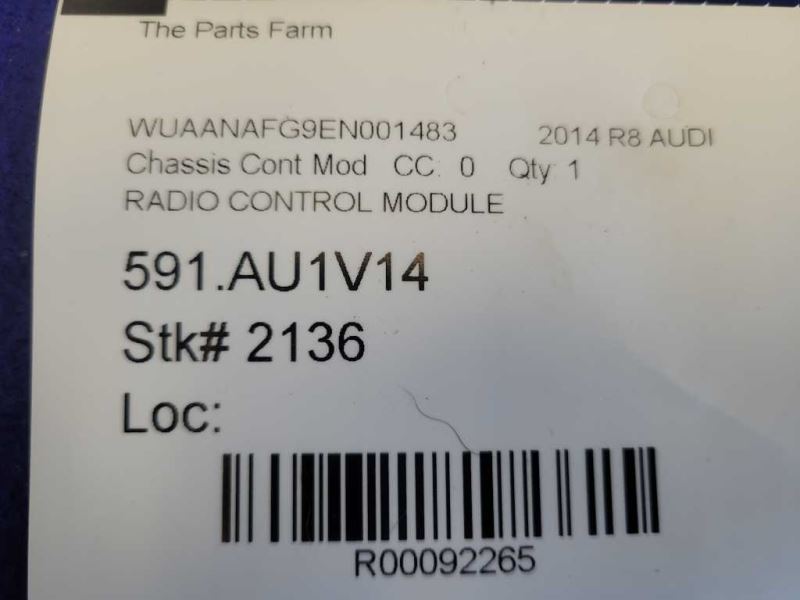 The Parts Farm
WUAANAFG9EN001483 2014 R8 AUDI
Chassis Cont Mod CC: 0 Qty 1
RADIO CONTROL MODULE
591.AU1V14
Stk# 2136
Loc:
R00092265